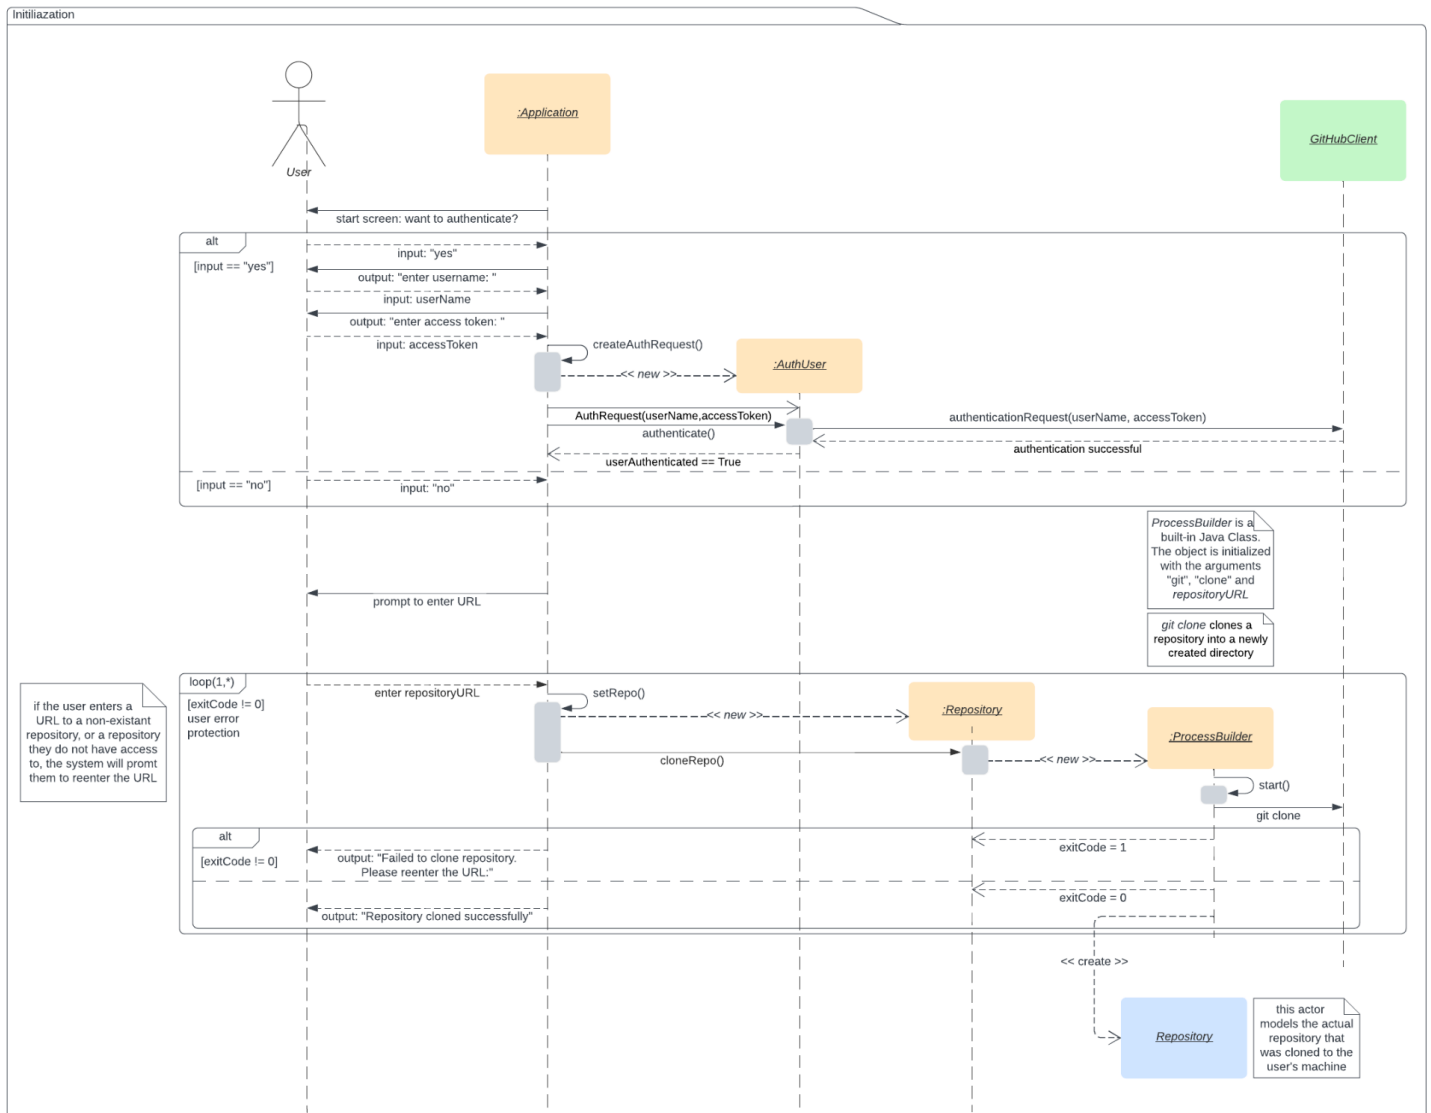 Initiliazation
:Application
GitHubClient
User
start screen: want to authenticate?
alt
[input == "yes"]
input: "yes"
output: "enter username: "
input: userName
output: "enter access token: "
input: accessToken
createAuthRequest()
:AuthUser
<< new >>
AuthRequest(userName,accessToken)
authenticate()
authenticationRequest(userName, accessToken)
authentication successful
userAuthenticated == True
[input == "no"]
input: "no"
ProcessBuilder is a
built-in Java Class.
The object is initialized
with the arguments
"git", "clone" and
repositoryURL
prompt to enter URL
git clone clones a
repository into a newly
created directory
loop(1,*)
[exitCode != 0]
user error
protection
if the user enters a
URL to a non-existant
repository, or a repository
they do not have access
to, the system will promt
them to reenter the URL
enter repositoryURL
setRepo()
<< new >>
:Repository
:ProcessBuilder
cloneRepo()
<< new >>
start()
git clone
alt
[exitCode != 0]
exitCode = 1
output: "Failed to clone repository.
Please reenter the URL:"
exitCode = 0
output: "Repository cloned successfully"
<< create >>
Repository
this actor
models the actual
repository that
was cloned to the
user's machine